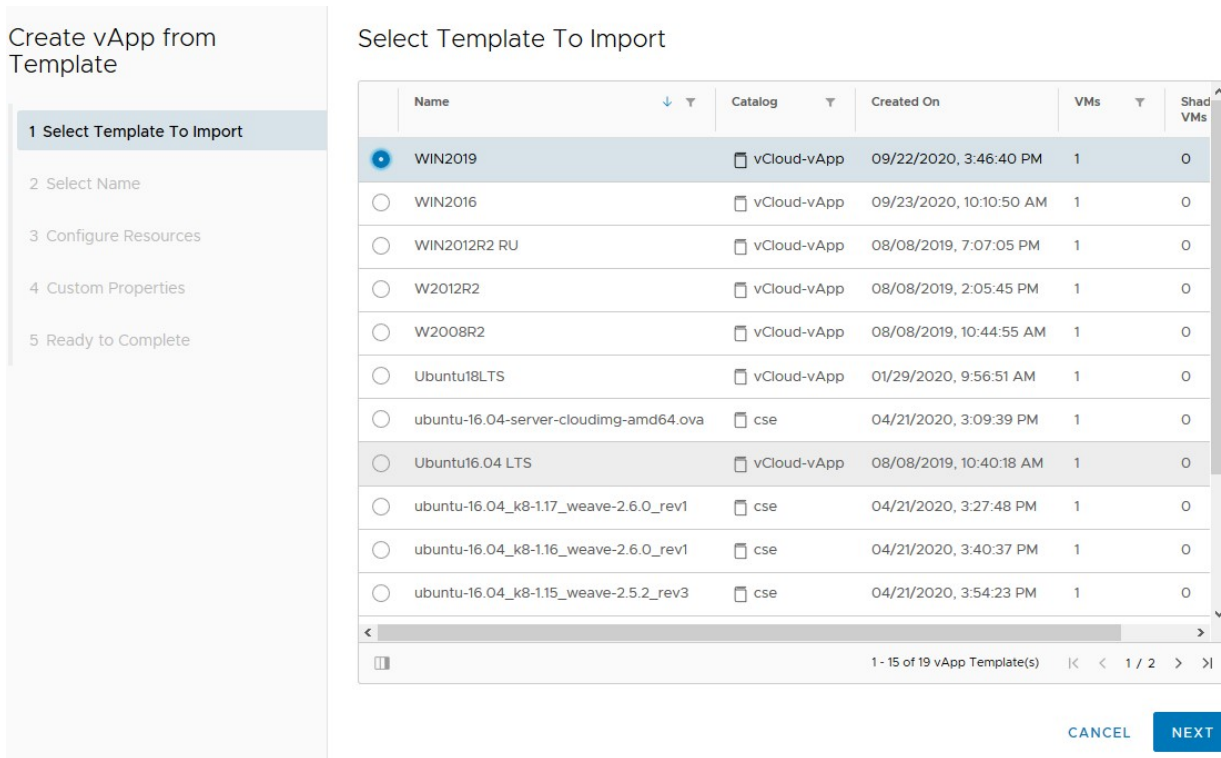 Create vApp from
Template
1 Select Template To Import
2 Select Name
3 Configure Resources
4 Custom Properties
5 Ready to Complete
Select Template To Import
Name Catalog Created On VMs Shad
VMs
WIN2019 vCloud-vApp 09/22/2020, 3:46:40 PM 1 0
WIN2016 vCloud-vApp 09/23/2020, 10:10:50 AM 1 0
WIN2012R2 RU vCloud-vApp 08/08/2019, 7:07:05 PM 1 0
W2012R2 vCloud-vApp 08/08/2019, 2:05:45 PM 1 0
W2008R2 vCloud-vApp 08/08/2019, 10:44:55 AM 1 0
Ubuntu18LTS vCloud-vApp 01/29/2020, 9:56:51 AM 1 0
ubuntu-16.04-server-cloudimg-amd64.ova cse 04/21/2020, 3:09:39 PM 1 0
Ubuntu16.04 LTS vCloud-vApp 08/08/2019, 10:40:18 AM 1 0
ubuntu-16.04_k8-1.17_weave-2.6.0_rev1 cse 04/21/2020, 3:27:48 PM 1 0
ubuntu-16.04_k8-1.16_weave-2.6.0_rev1 cse 04/21/2020, 3:40:37 PM 1 0
ubuntu-16.04_k8-1.15_weave-2.5.2_rev3 cse 04/21/2020, 3:54:23 PM 1 0
1 - 15 of 19 vApp Template(s) 1 / 2
CANCEL NEXT